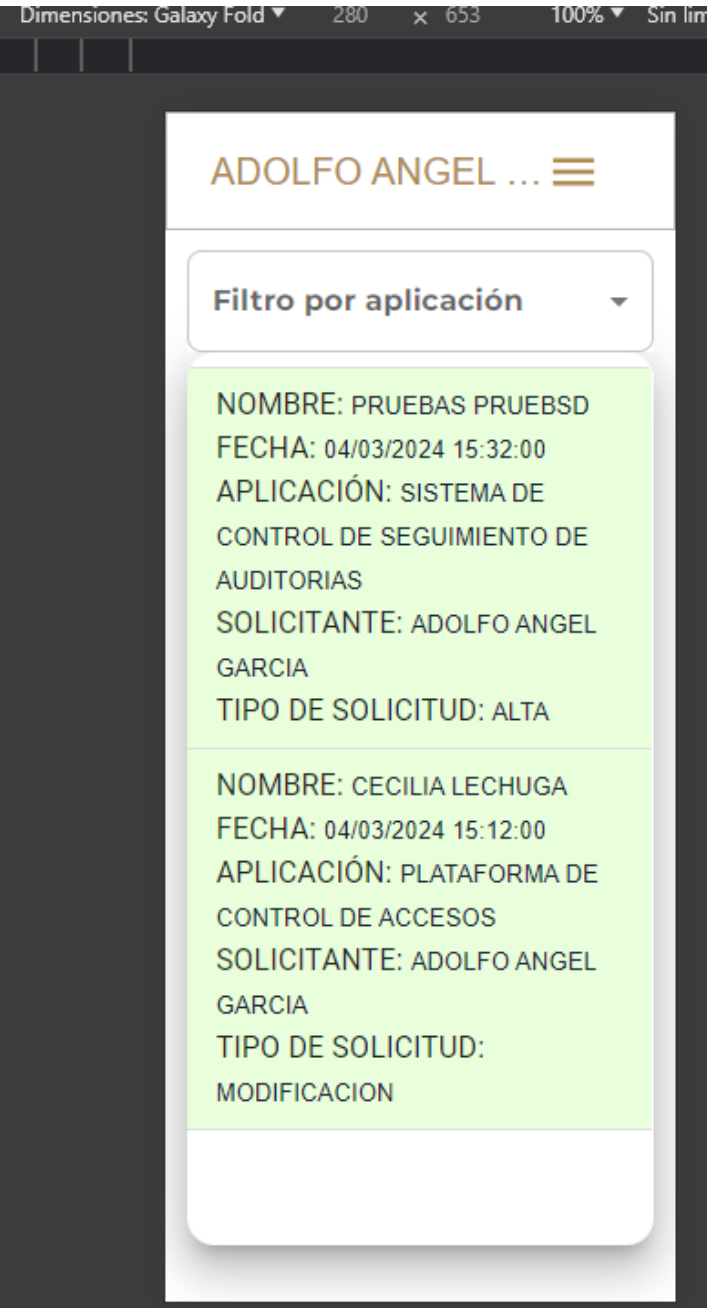 Dimensiones: Galaxy Fold ▼ 280 × 653 100% ▼ Sin lim
ADOLFO ANGEL ...
Filtro por aplicación
NOMBRE: PRUEBAS PRUEBSD
FECHA: 04/03/2024 15:32:00
APLICACIÓN: SISTEMA DE
CONTROL DE SEGUIMIENTO DE
AUDITORIAS
SOLICITANTE: ADOLFO ANGEL
GARCIA
TIPO DE SOLICITUD: ALTA
NOMBRE: CECILIA LECHUGA
FECHA: 04/03/2024 15:12:00
APLICACIÓN: PLATAFORMA DE
CONTROL DE ACCESOS
SOLICITANTE: ADOLFO ANGEL
GARCIA
TIPO DE SOLICITUD:
MODIFICACION